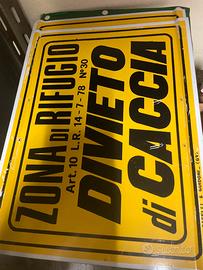 ZONA di RIFUGIO
Art. 10 L.R. 14-7-78 N°30
DIVIETO
di CACCIA